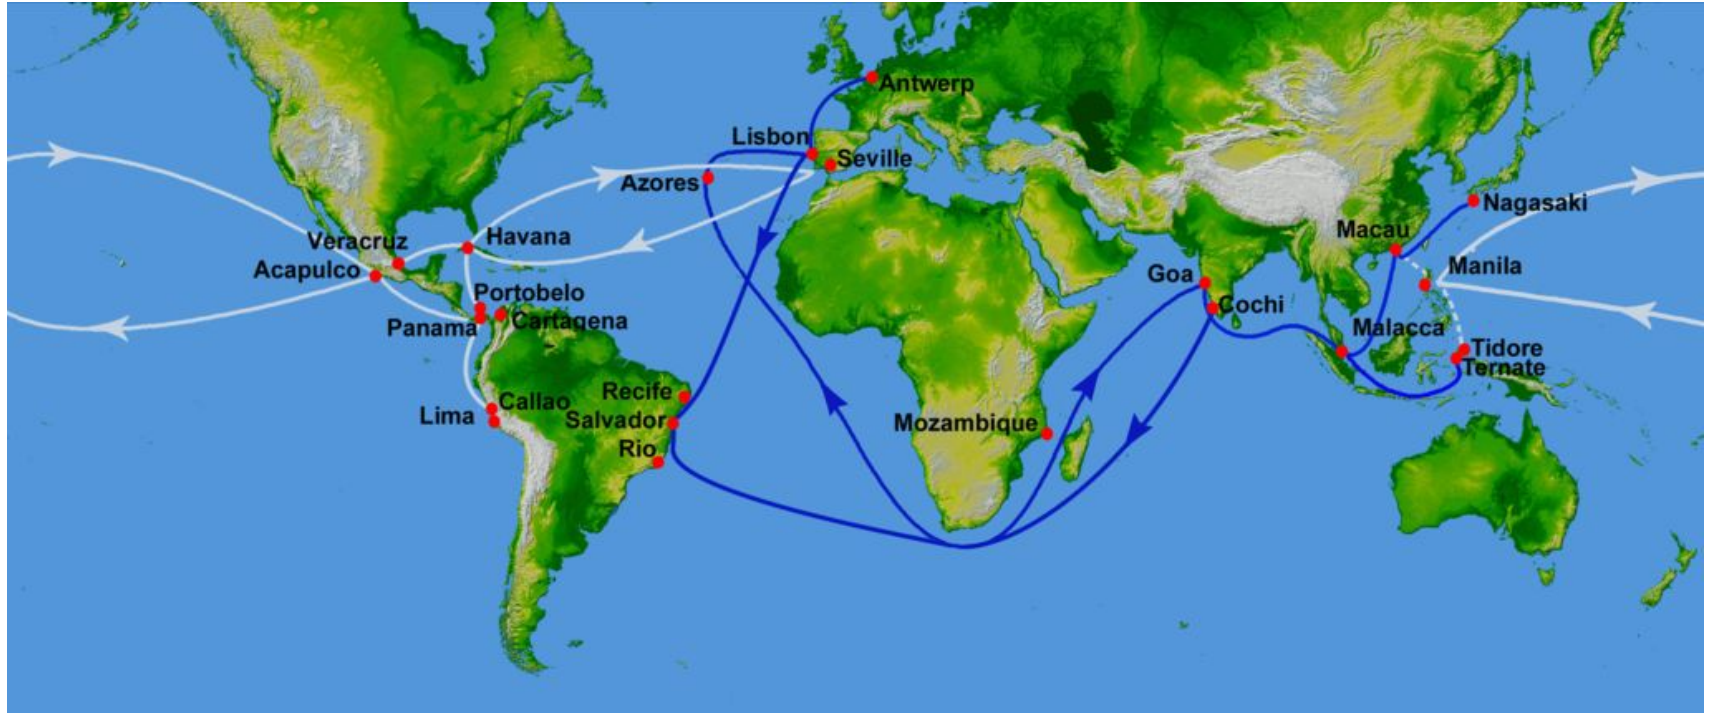 Antwerp
Lisbon
Seville
Azores
Nagasaki
Macau
Veracruz
Havana
Acapulco
Goa
Manila
Portobelo
Cochi
Panama
Cartagena
Malacca
Tidore
Ternate
Recife
Callao
Lima
Salvador
Mozambique
Rio